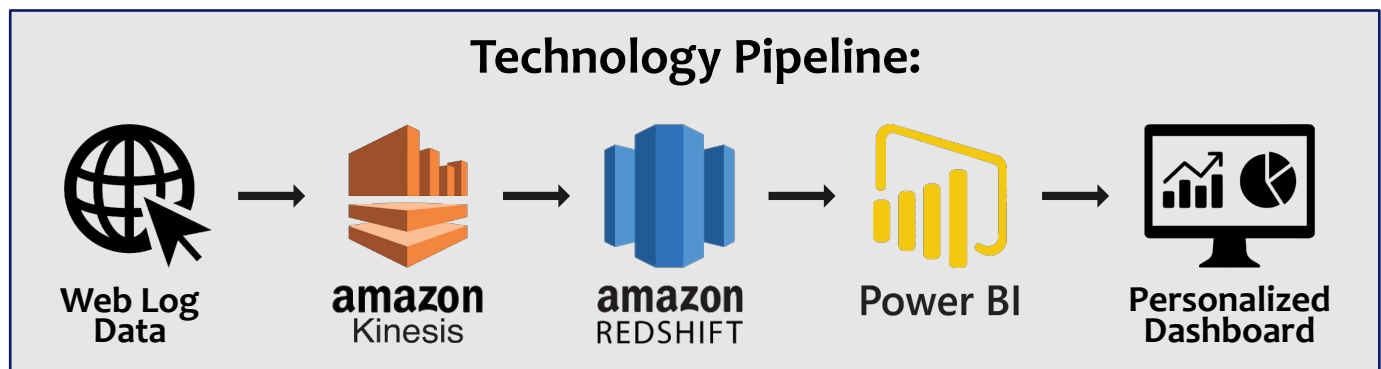 Technology Pipeline:
Web Log
Data
amazon
Kinesis
amazon
REDSHIFT
Power BI
Personalized
Dashboard